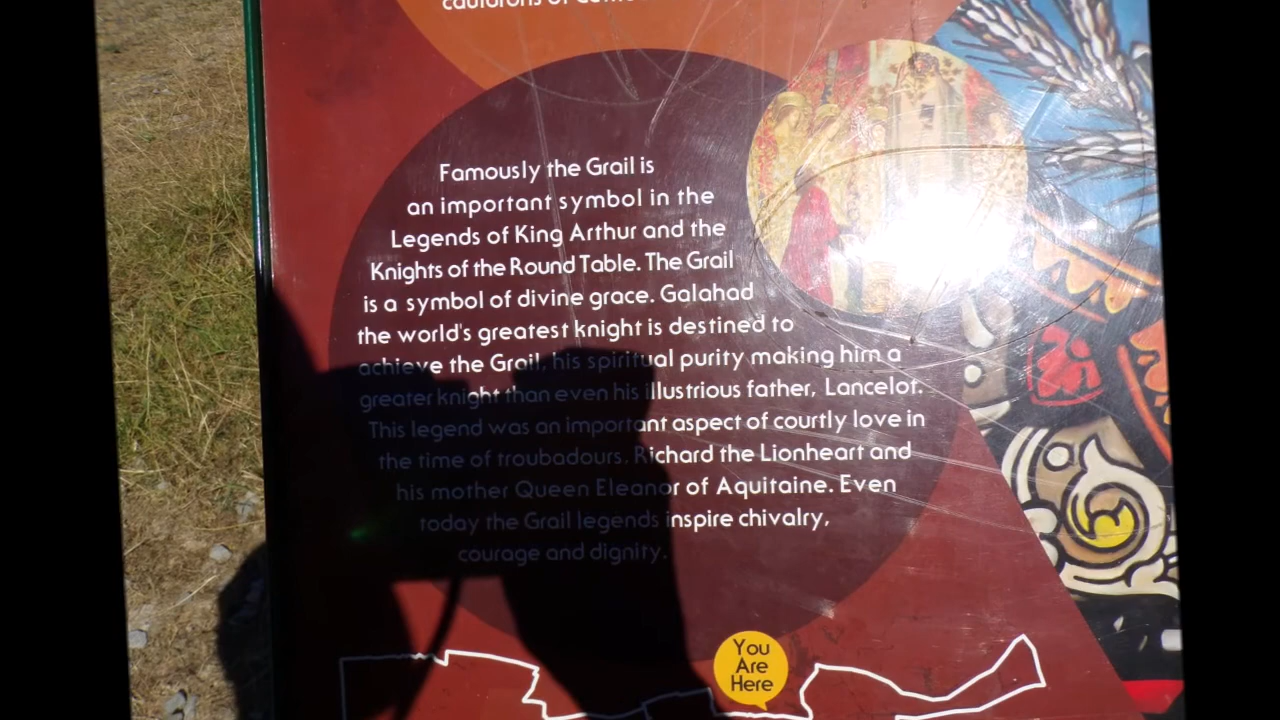 Famously the Grail is
an important symbol in the
Legends of King Arthur and the
Knights of the Round Table. The Grail
is a symbol of divine grace. Galahad
the world's greatest knight is destined to
achieve the Grail, his spiritual purity making him a
greater knight than even his illustrious father, Lancelot.
This legend was an important aspect of courtly love in
the time of troubadours. Richard the Lionheart and
his mother Queen Eleanor of Aquitaine. Even
today the Grail legends inspire chivalry,
courage and dignity.
You
Are
Here